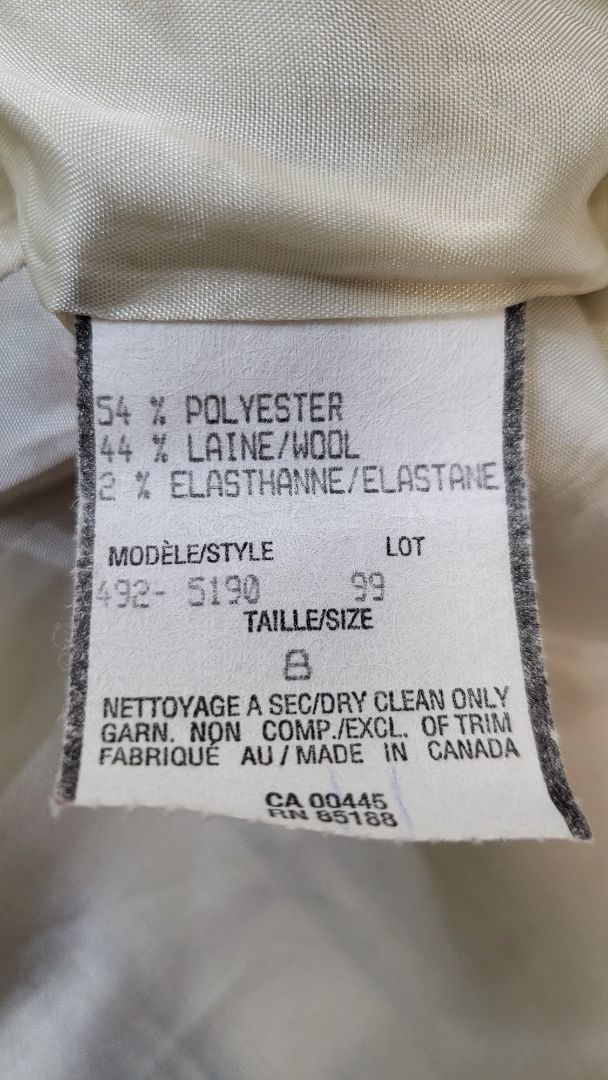 54 % POLYESTER
44 % LAINE/WOOL
2 % ELASTHANNE/ELASTANE
MODÈLE/STYLE LOT
492- 5190 99
TAILLE/SIZE
8
NETTOYAGE A SEC/DRY CLEAN ONLY
GARN. NON COMP./EXCL. OF TRIM
FABRIQUÉ AU / MADE IN CANADA
CA 00445
RN 85188